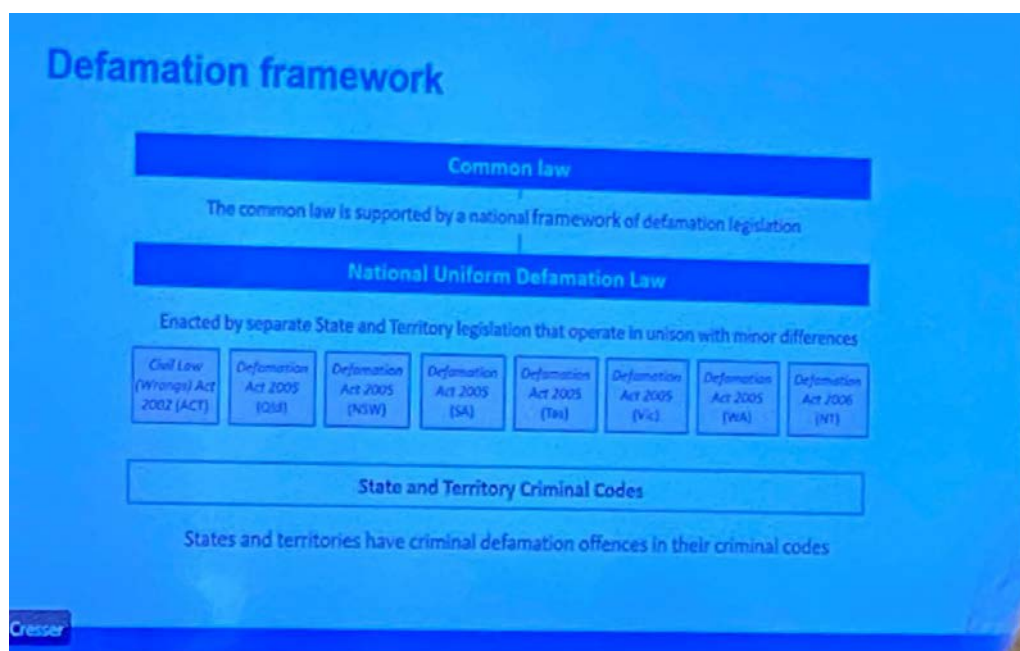 Defamation framework
Common law
The common law is supported by a national framework of defamation legislation
National Uniform Defamation Law
Enacted by separate State and Territory legislation that operate in unison with minor differences
Civil Law
(Wrongs) Act
2002 (ACT)
Defamation
Act 2005
(Qld)
Defamation
Act 2005
(NSW)
Defamation
Act 2005
(SA)
Defamation
Act 2005
(Tas)
Defamation
Act 2005
(Vic)
Defamation
Act 2005
(WA)
Defamation
Act 2006
(NT)
State and Territory Criminal Codes
States and territories have criminal defamation offences in their criminal codes
Cresser